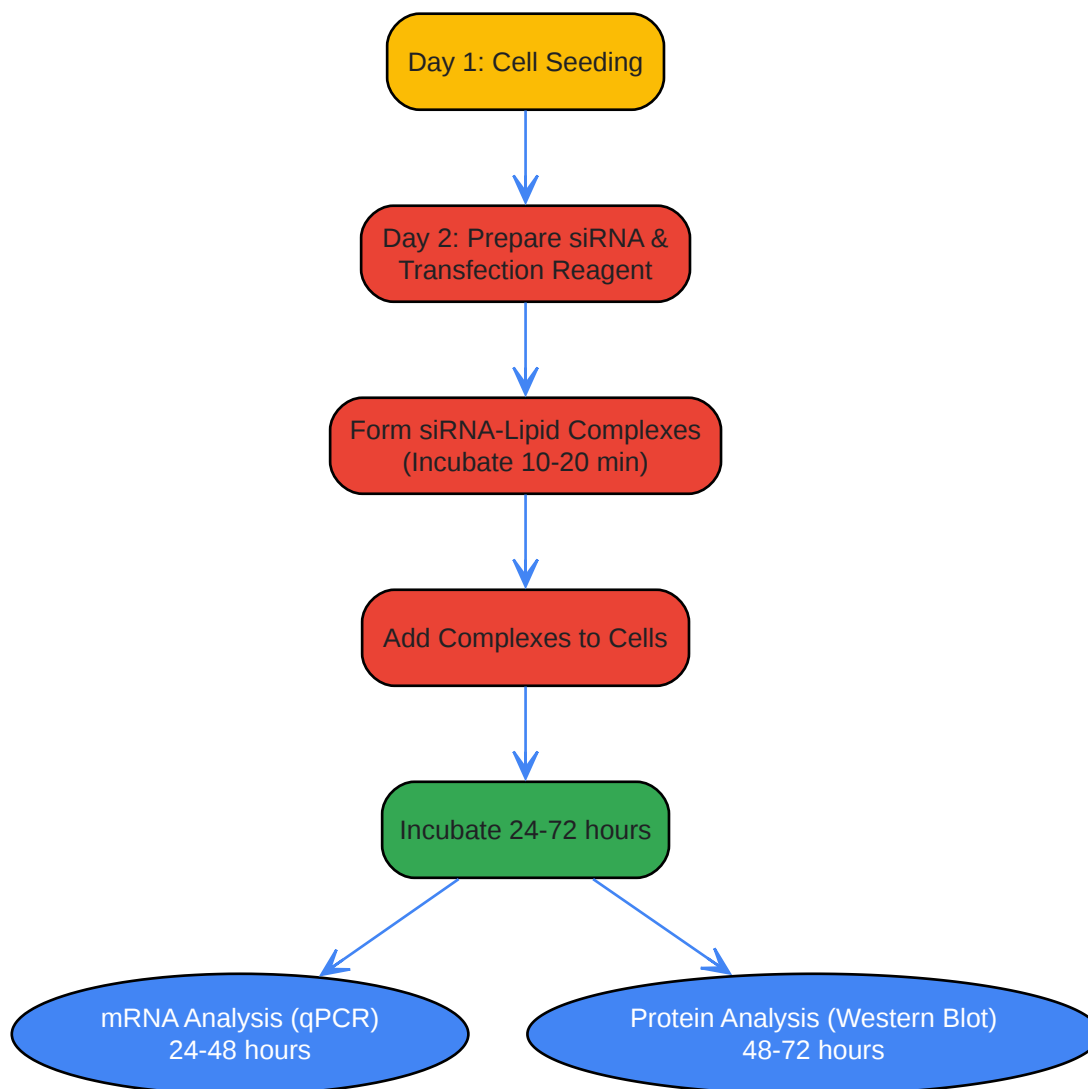 Day 1: Cell Seeding
Day 2: Prepare siRNA &
Transfection Reagent
Form siRNA-Lipid Complexes
(Incubate 10-20 min)
Add Complexes to Cells
Incubate 24-72 hours
mRNA Analysis (qPCR)
24-48 hours
Protein Analysis (Western Blot)
48-72 hours